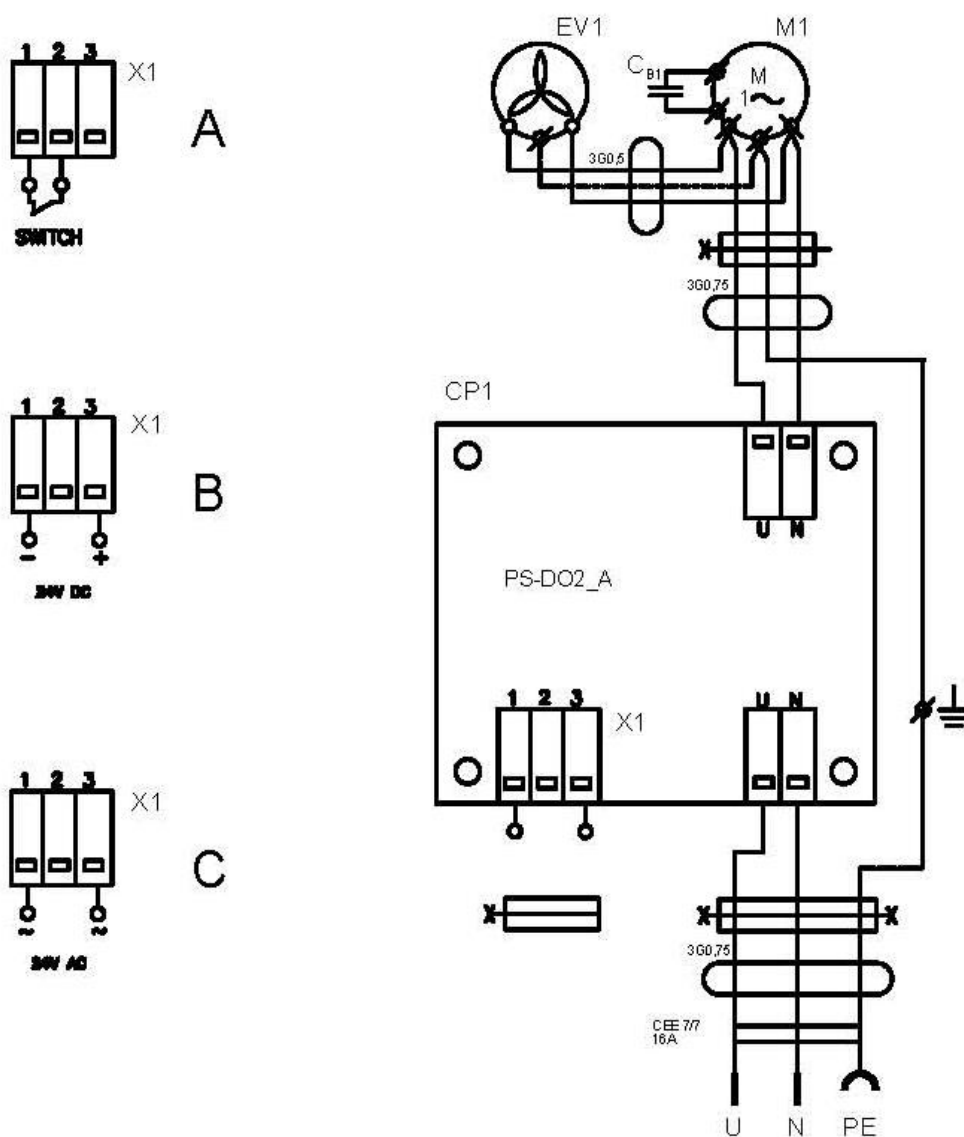 1 2 3
X1
A
SWITCH
1 2 3
X1
B
- +
24V DC
1 2 3
X1
C
~ ~
24V AC
EV1
M1
C B1
M
1~
3G0,5
X
3G0,75
CP1
U N
PS-DO2_A
1 2 3
X1
U N
X
X X
3G0,75
CEE 7/7
16A
U N PE